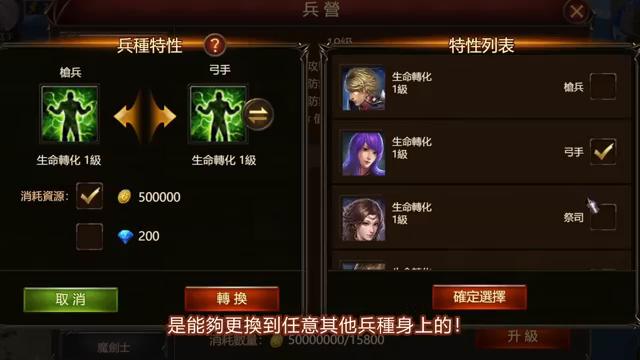 兵營
兵種特性
?
特性列表
槍兵
弓手
生命轉化 1級
生命轉化 1級
消耗資源:
500000
200
取消
轉換
生命轉化
1級
槍兵
生命轉化
1級
弓手
生命轉化
1級
祭司
確定選擇
是能夠更換到任意其他兵種身上的!
魔劍士
消耗數量:
50000000/15800
升級